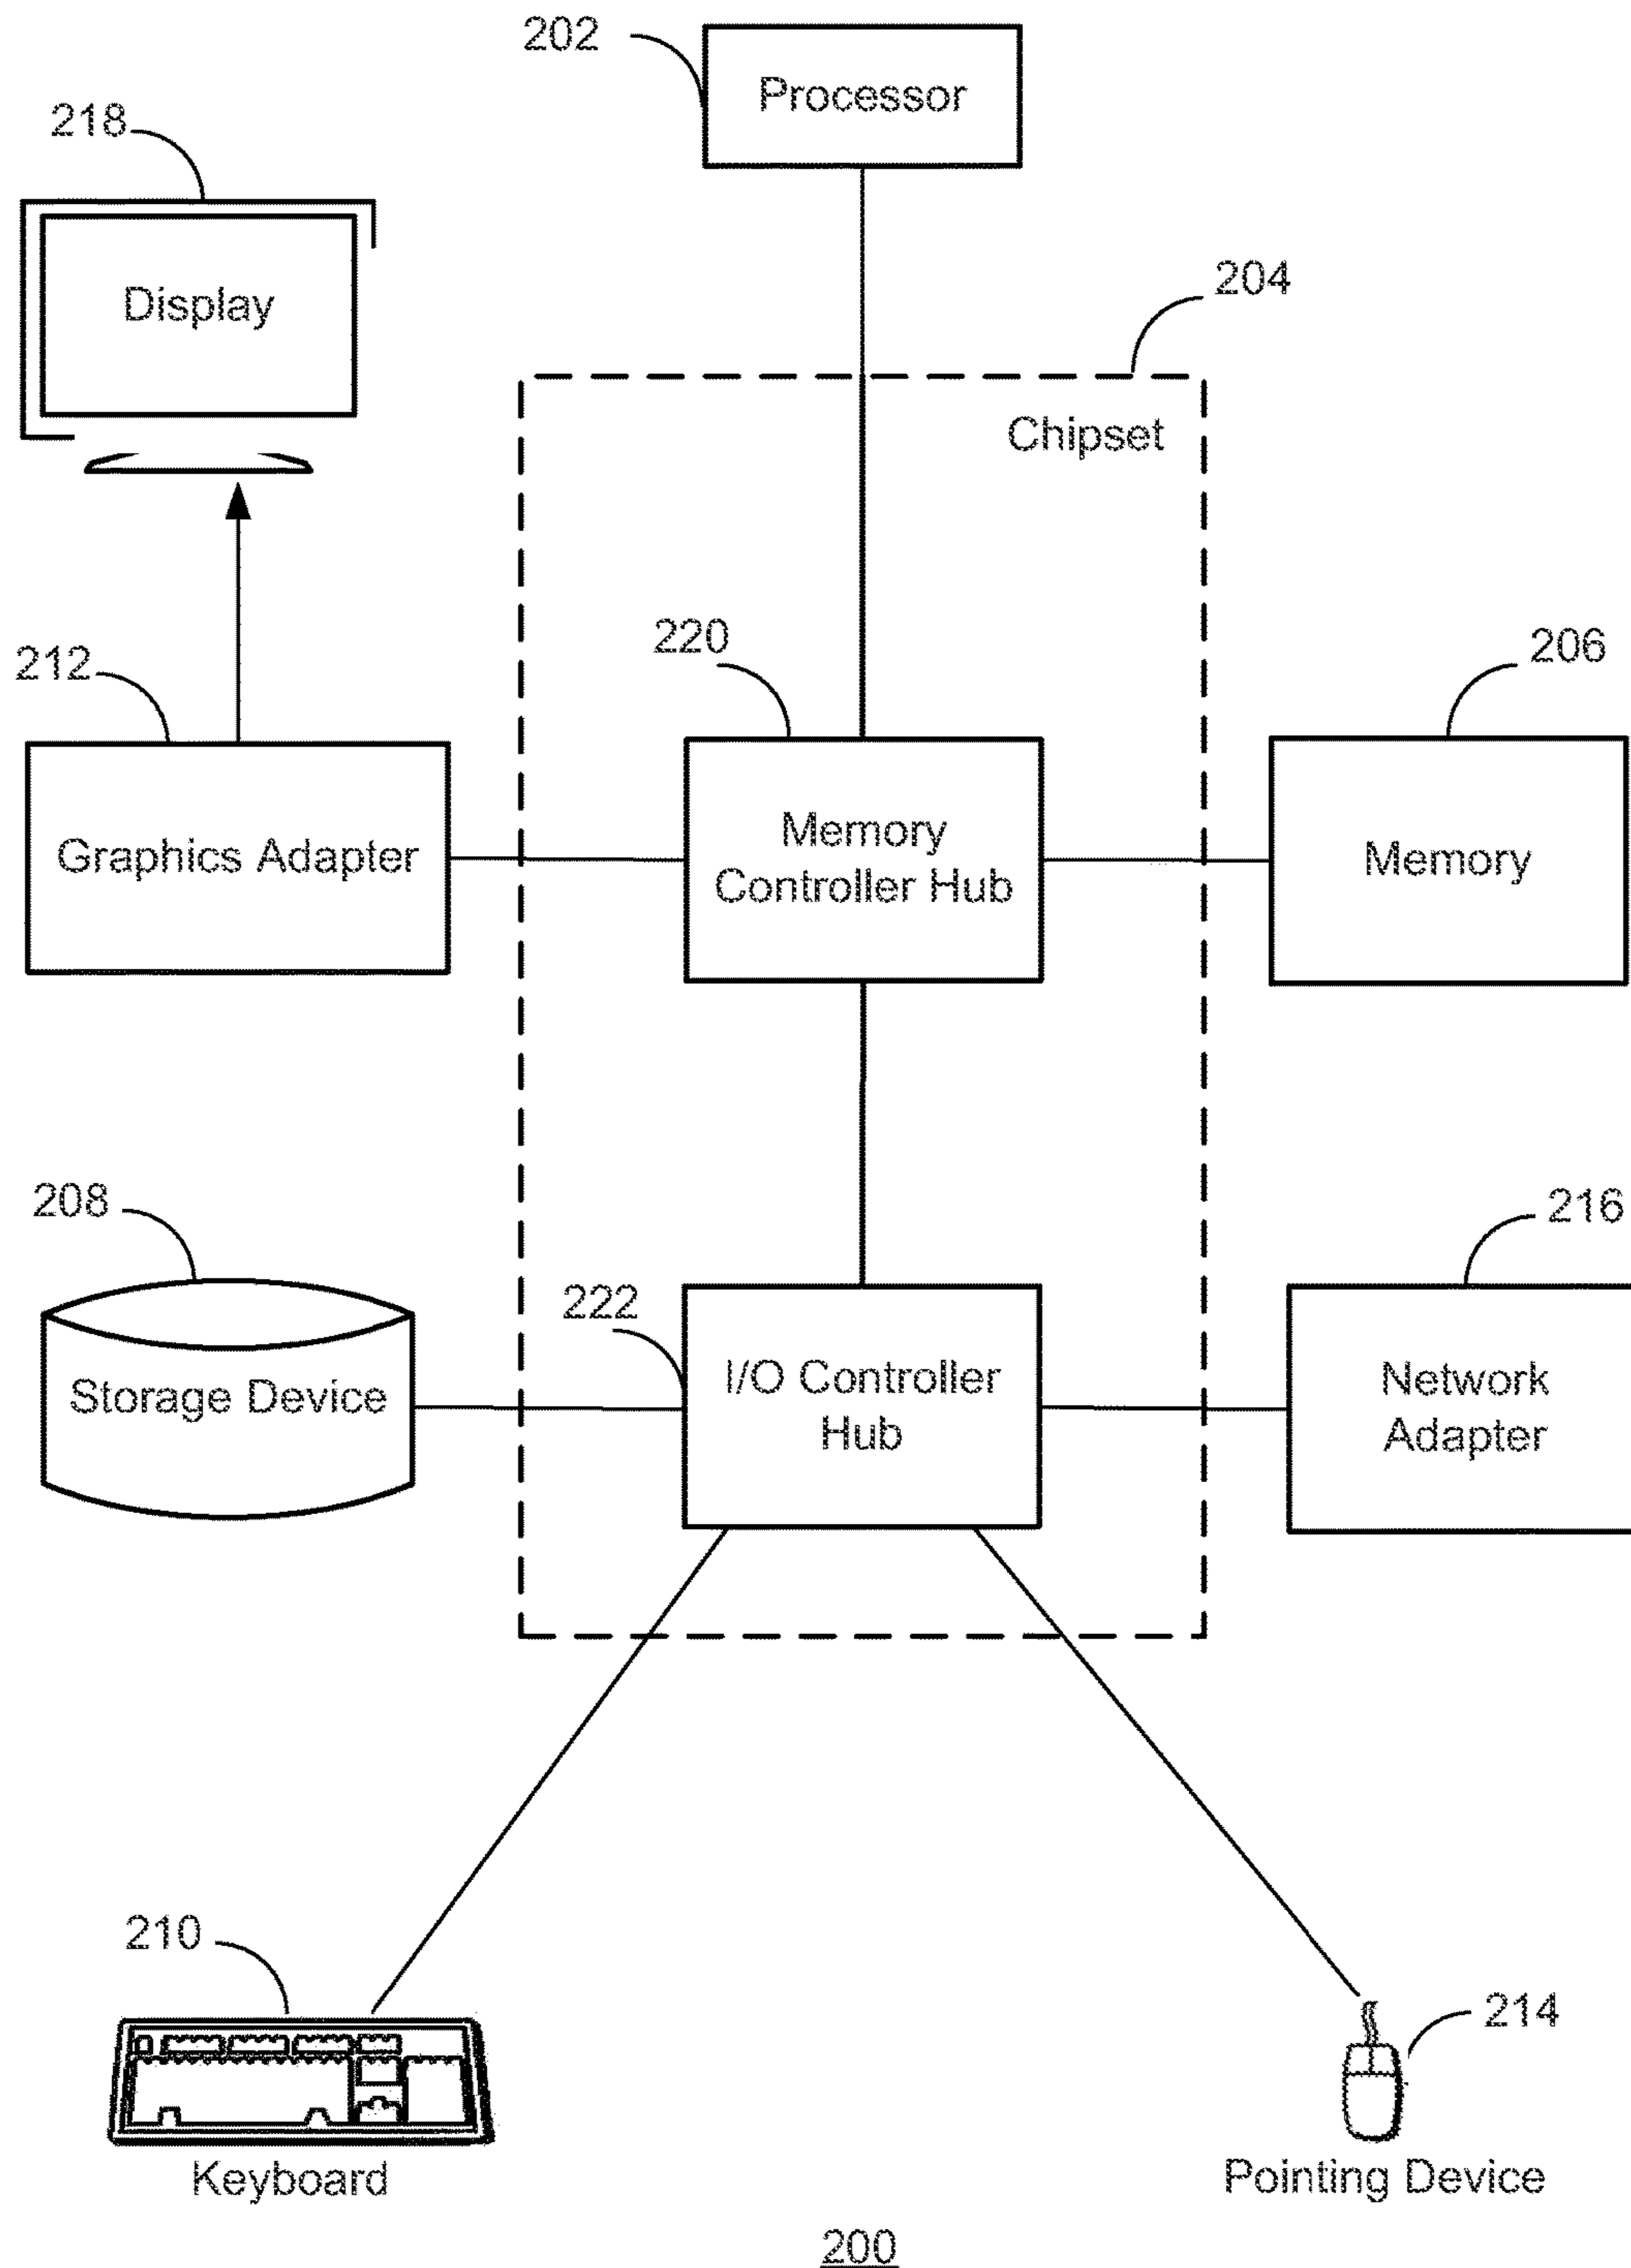 202
Processor
218
Display
204
Chipset
220
206
212
Graphics Adapter
Memory
Controller Hub
Memory
208
216
222
Storage Device
I/O Controller
Hub
Network
Adapter
210
214
Keyboard
Pointing Device
200